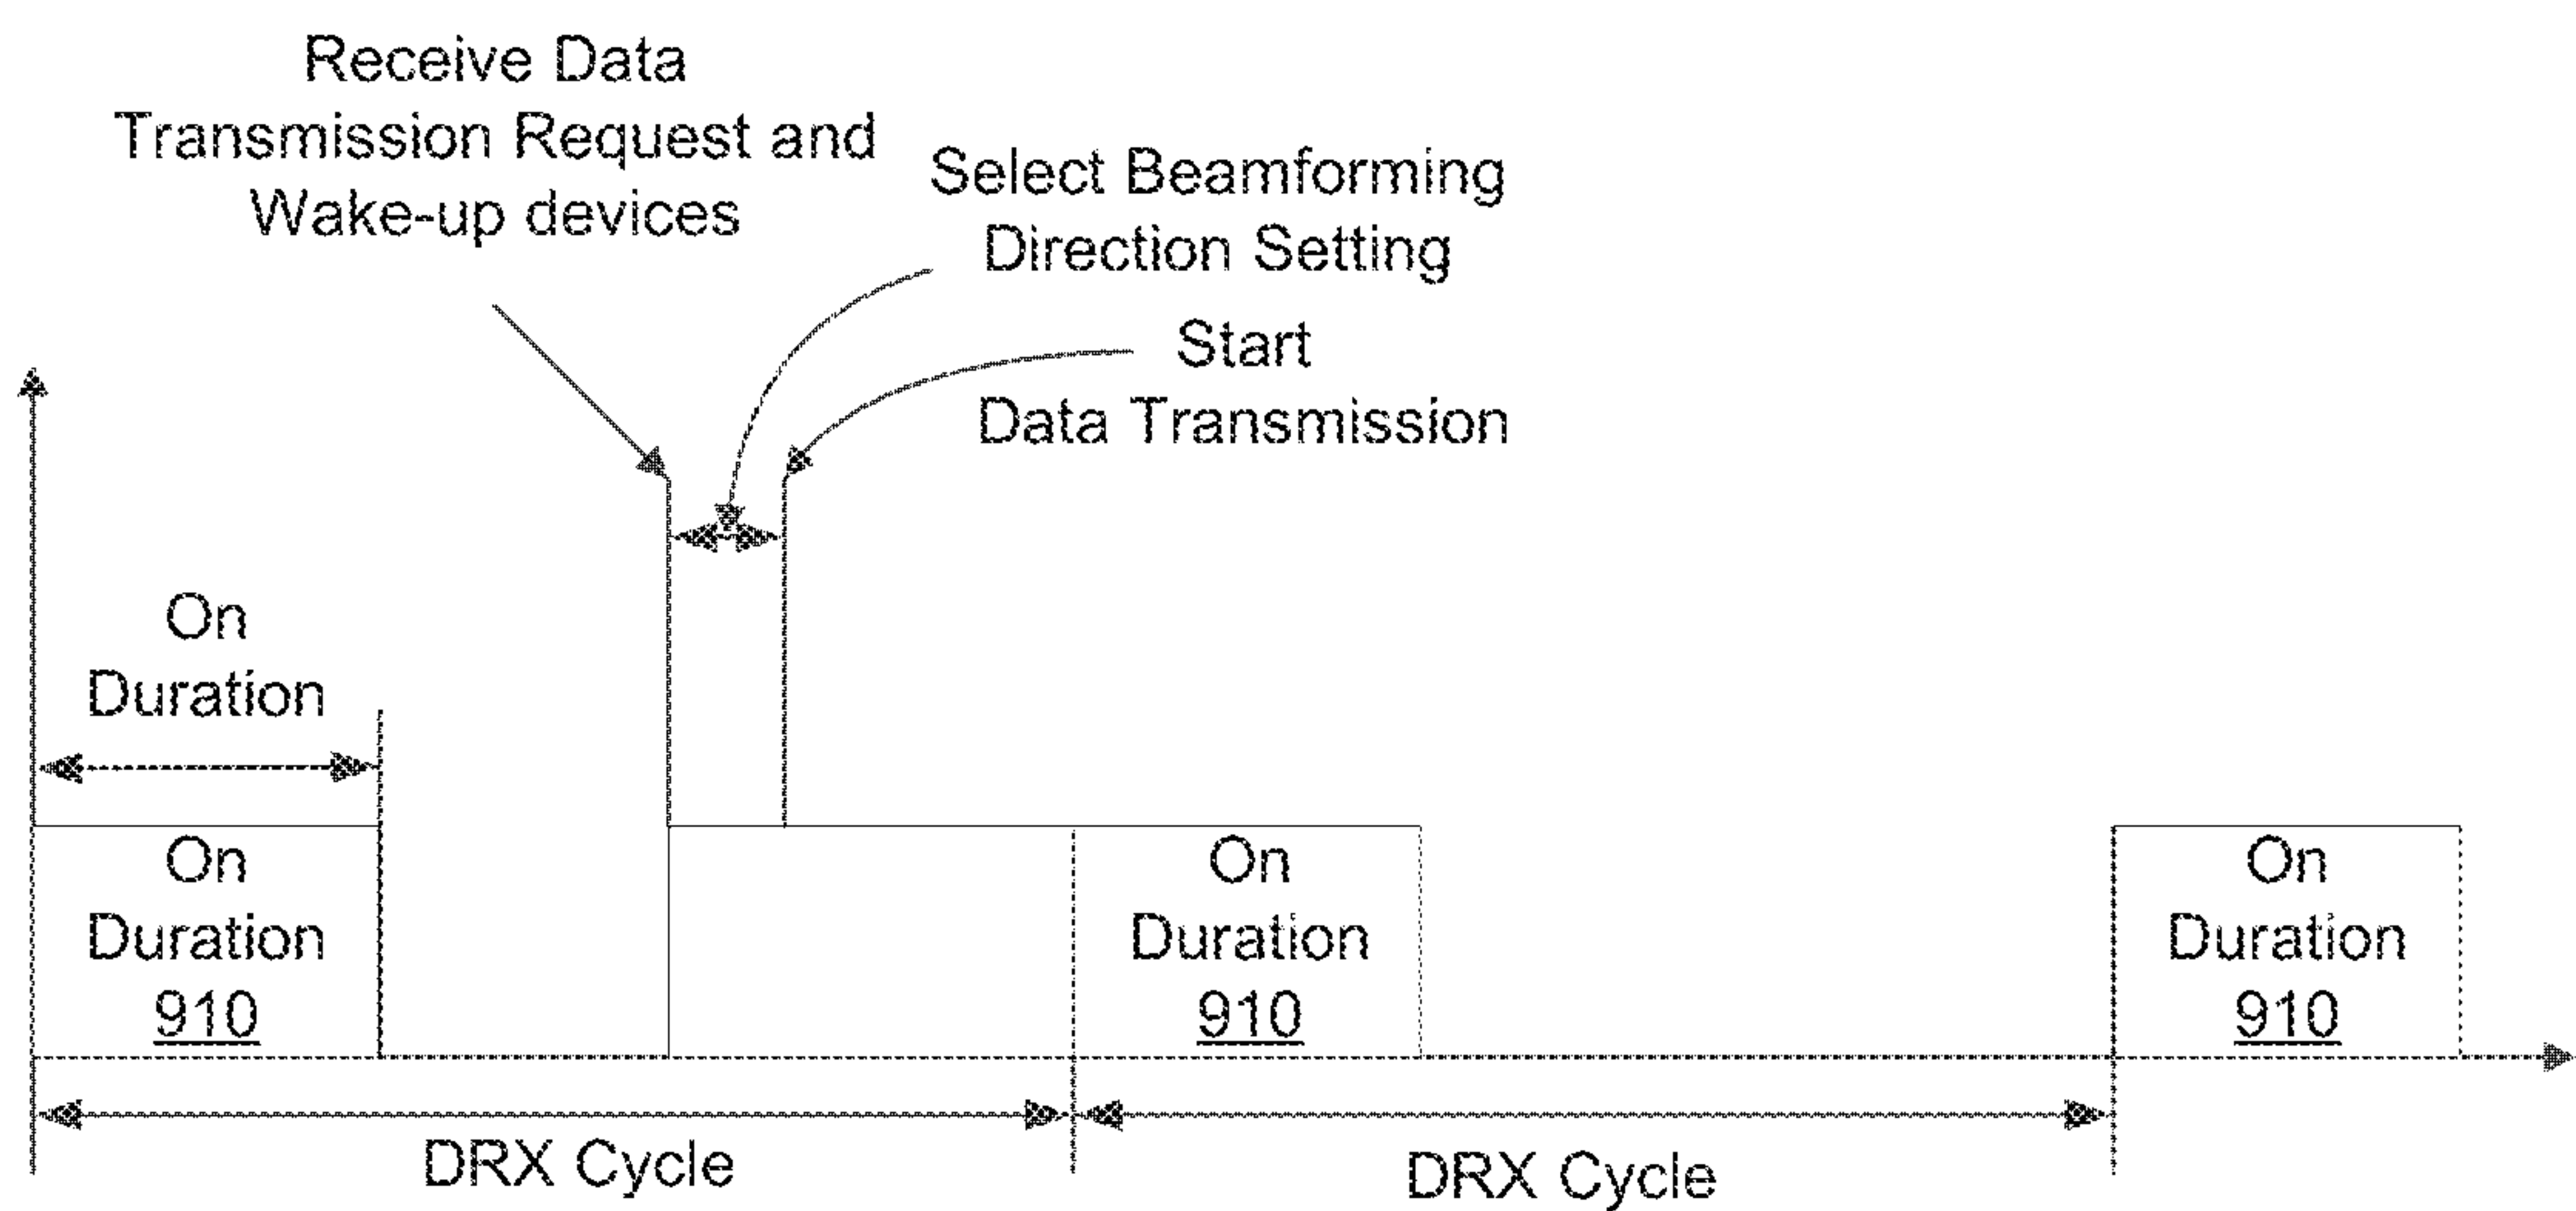 Receive Data
Transmission Request and
Wake-up devices
Select Beamforming
Direction Setting
Start
Data Transmission
On
Duration
On
Duration
910
On
Duration
910
On
Duration
910
DRX Cycle
DRX Cycle